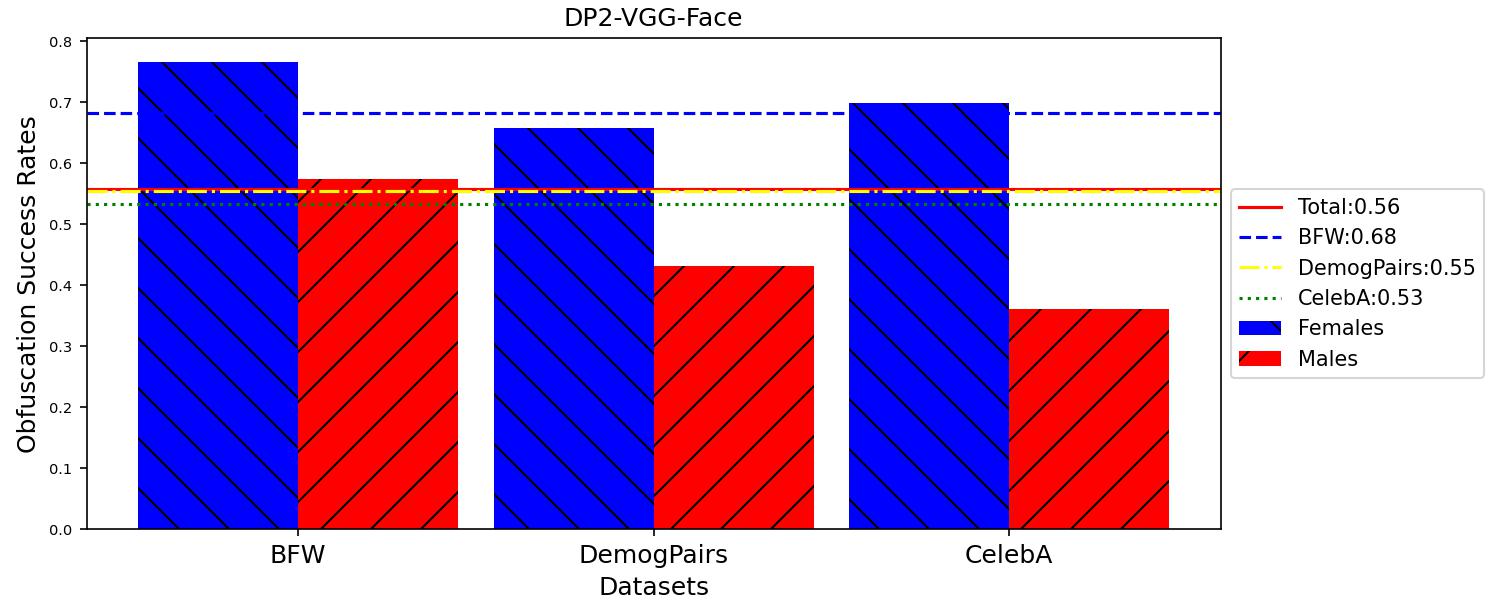 DP2-VGG-Face
Obfuscation Success Rates
0.8
0.7
0.6
0.5
0.4
0.3
0.2
0.1
0.0
BFW
DemogPairs
CelebA
Datasets
Total:0.56
BFW:0.68
DemogPairs:0.55
CelebA:0.53
Females
Males